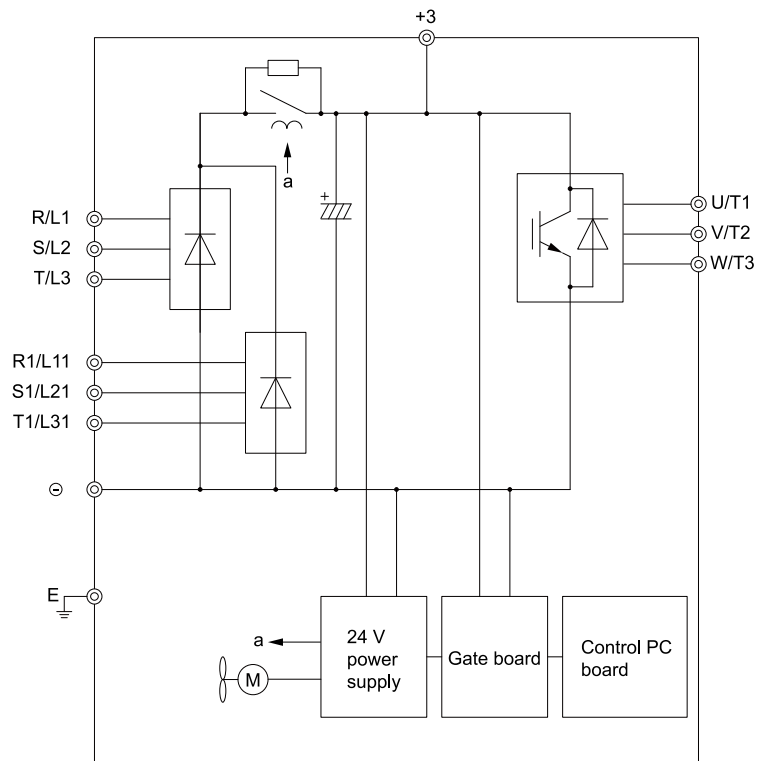 +3
a
+
R/L1
S/L2
T/L3
U/T1
V/T2
W/T3
R1/L11
S1/L21
T1/L31
⊖
E
a
M
24 V
power
supply
Gate board
Control PC
board